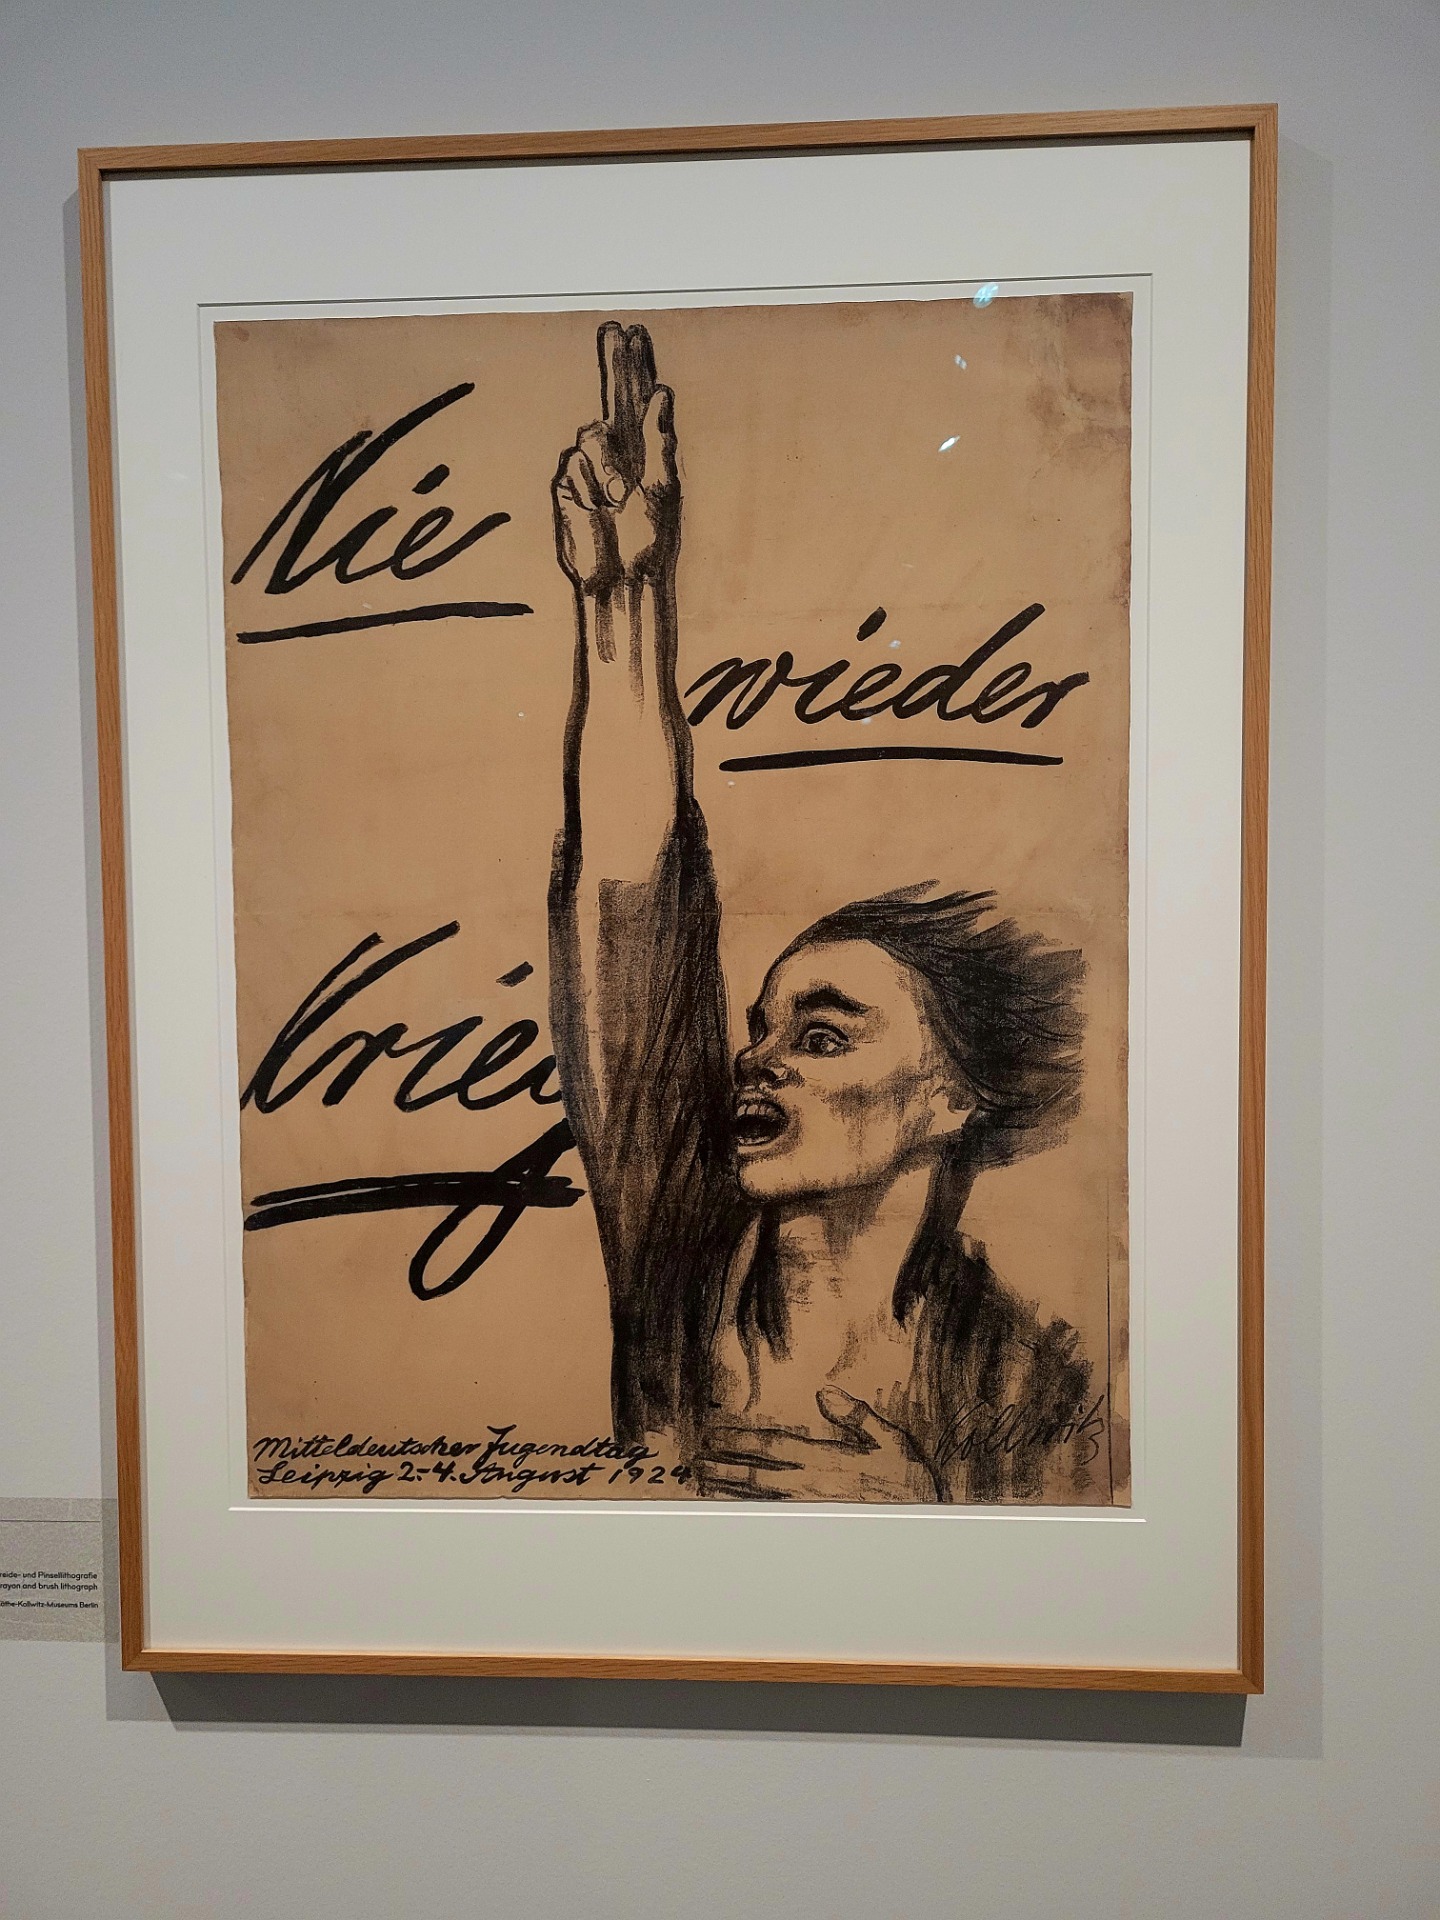 Nie
wieder
Krieg
Mitteldeutscher Jugendtag
Leipzig 2.-4. August 1924
Kollwitz
reide- und Pinsellithografie
rayon and brush lithograph
äthe-Kollwitz-Museums Berlin